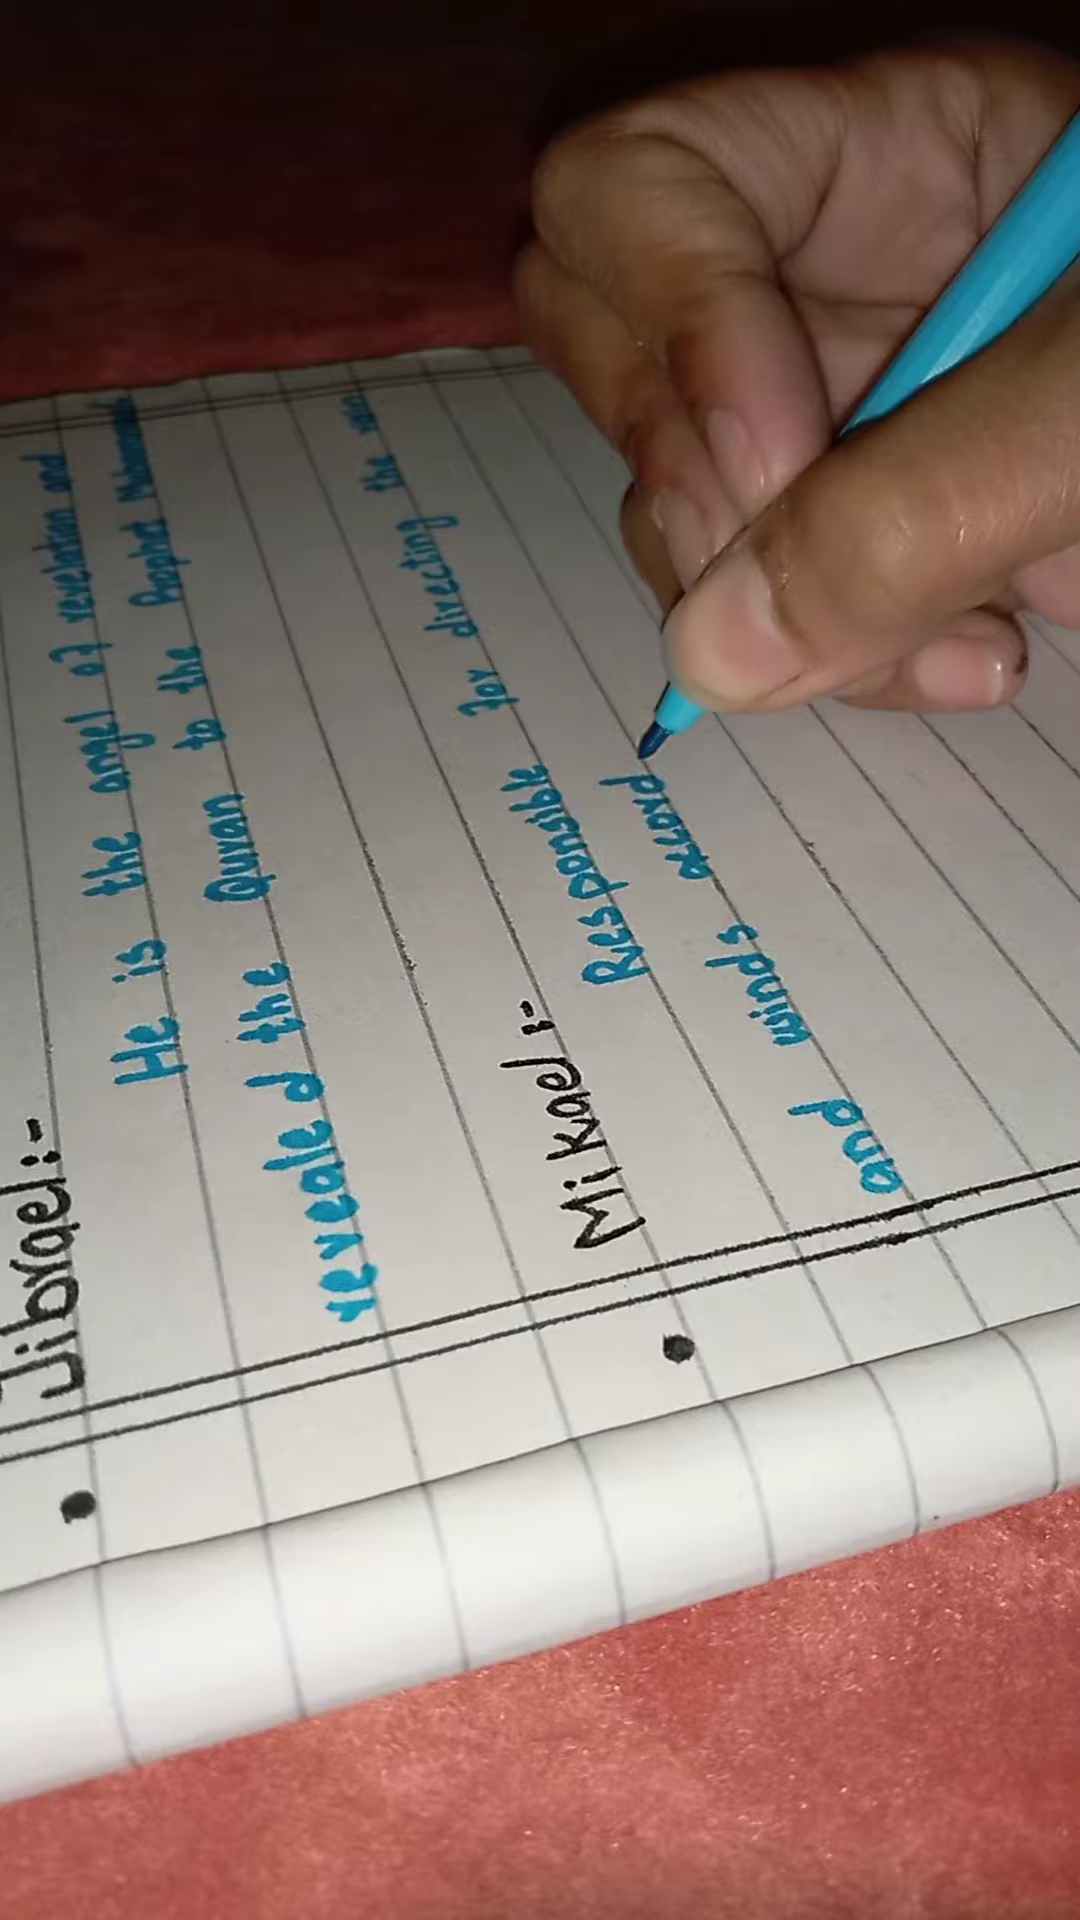 Jibrael:-
He is the angel of revelation and
revealed the Quran to the Prophet Muhammad
Mikael:-
Responsible for directing the rain
and winds accord